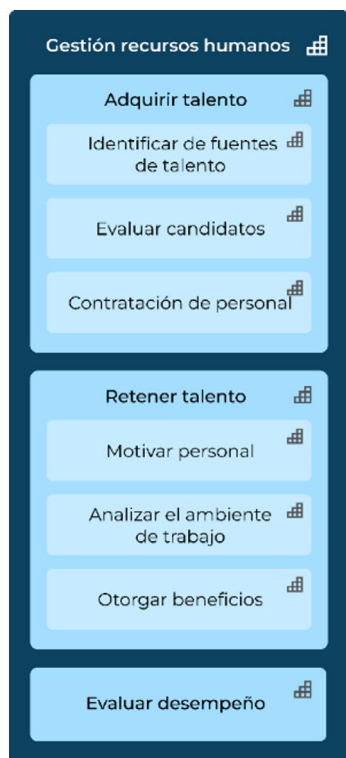 Gestión recursos humanos
Adquirir talento
Identificar de fuentes
de talento
Evaluar candidatos
Contratación de personal
Retener talento
Motivar personal
Analizar el ambiente
de trabajo
Otorgar beneficios
Evaluar desempeño